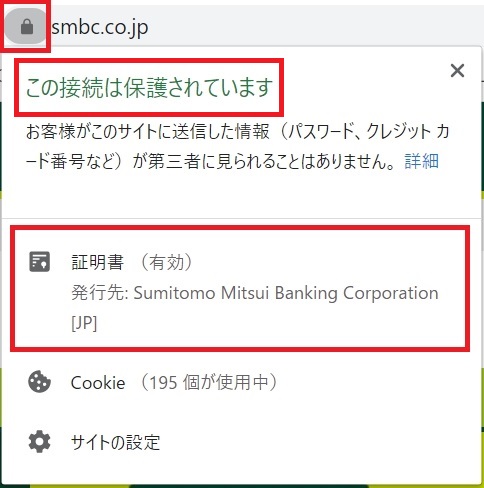 smbc.co.jp
この接続は保護されています
お客様がこのサイトに送信した情報（パスワード、クレジット カ
ード番号など）が第三者に見られることはありません。 詳細
証明書 （有効）
発行先: Sumitomo Mitsui Banking Corporation
[JP]
Cookie （195 個が使用中）
サイトの設定